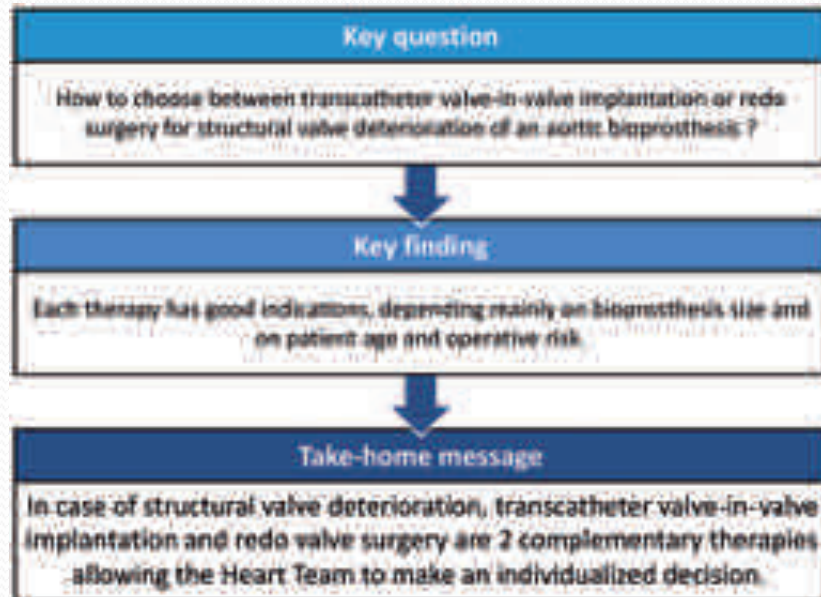 Key question
How to choose between transcatheter valve-in-valve implantation or redo
surgery for structural valve deterioration of an aortic bioprosthesis ?
Key finding
Each therapy has good indications, depending mainly on bioprosthesis size and
on patient age and operative risk
Take-home message
In case of structural valve deterioration, transcatheter valve-in-valve
implantation and redo valve surgery are 2 complementary therapies
allowing the Heart Team to make an individualized decision.